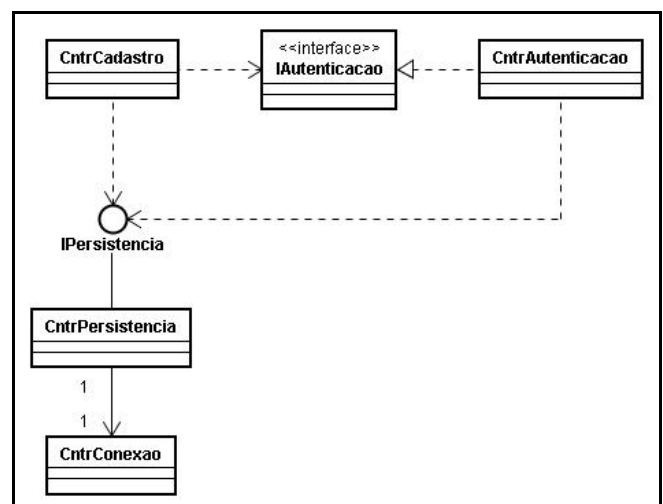 CntrCadastro
<<interface>>
IAutenticacao
CntrAutenticacao
IPersistencia
CntrPersistencia
1
1
CntrConexao